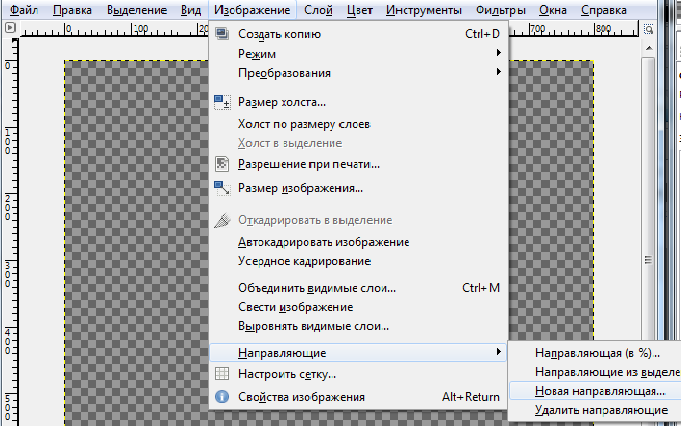 Файл Правка Выделение Вид Изображение Слой Цвет Инструменты Фильтры Окна Справка
0 100 200 700 800
Создать копию Ctrl+D
Режим
Преобразования
Размер холста...
Холст по размеру слоев
Холст в выделение
Разрешение при печати...
Размер изображения...
Откадрировать в выделение
Автокадрировать изображение
Усердное кадрирование
Объединить видимые слои... Ctrl+M
Свести изображение
Выровнять видимые слои...
Направляющие
Настроить сетку...
Свойства изображения Alt+Return
Направляющая (в %)...
Направляющие из выделе
Новая направляющая...
Удалить направляющие
0
100
200
300
400
500